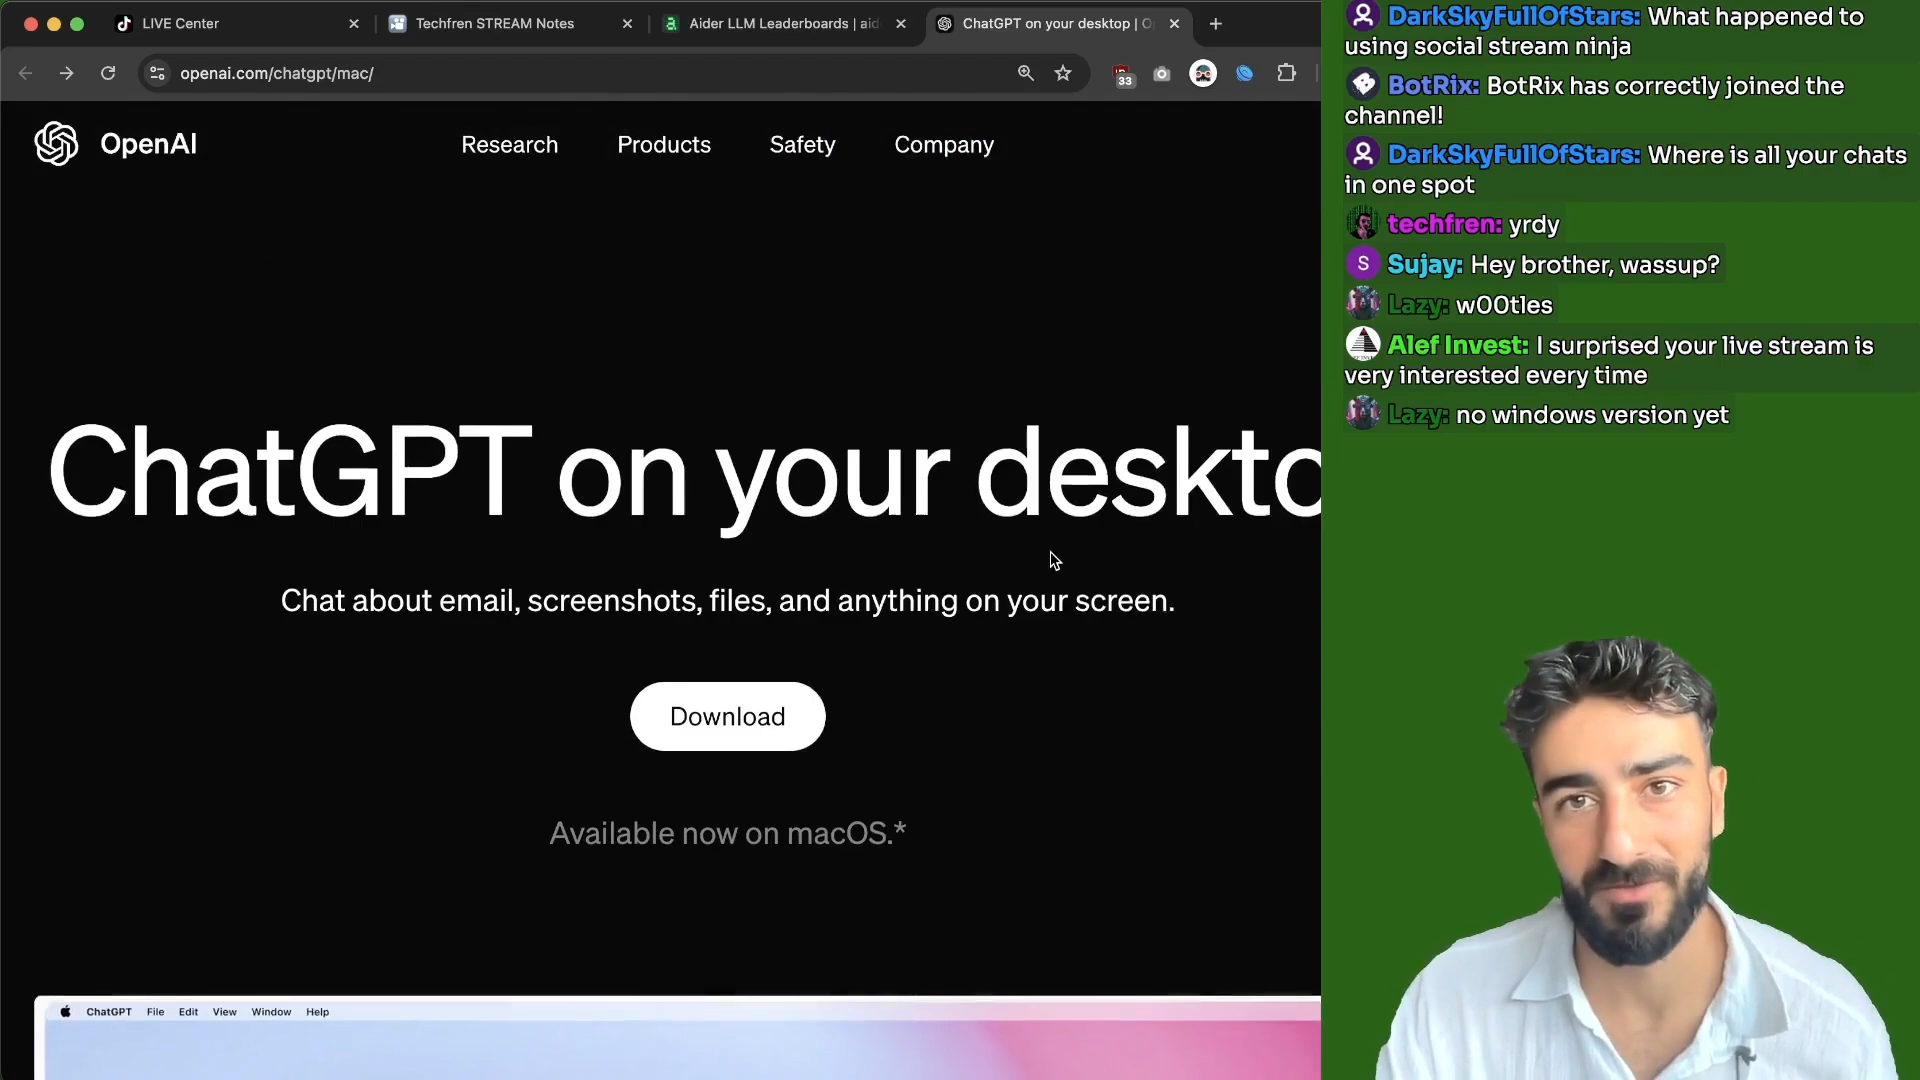 LIVE Center
Techfren STREAM Notes
Aider LLM Leaderboards | aid
ChatGPT on your desktop | O
openai.com/chatgpt/mac/
33
OpenAI
Research
Products
Safety
Company
ChatGPT on your deskto
Chat about email, screenshots, files, and anything on your screen.
Download
Available now on macOS.*
ChatGPT File Edit View Window Help
DarkSkyFullOfStars: What happened to
using social stream ninja
BotRix: BotRix has correctly joined the
channel!
DarkSkyFullOfStars: Where is all your chats
in one spot
techfren: yrdy
S
Sujay: Hey brother, wassup?
Lazy: w00tles
Alef Invest: I surprised your live stream is
very interested every time
Lazy: no windows version yet